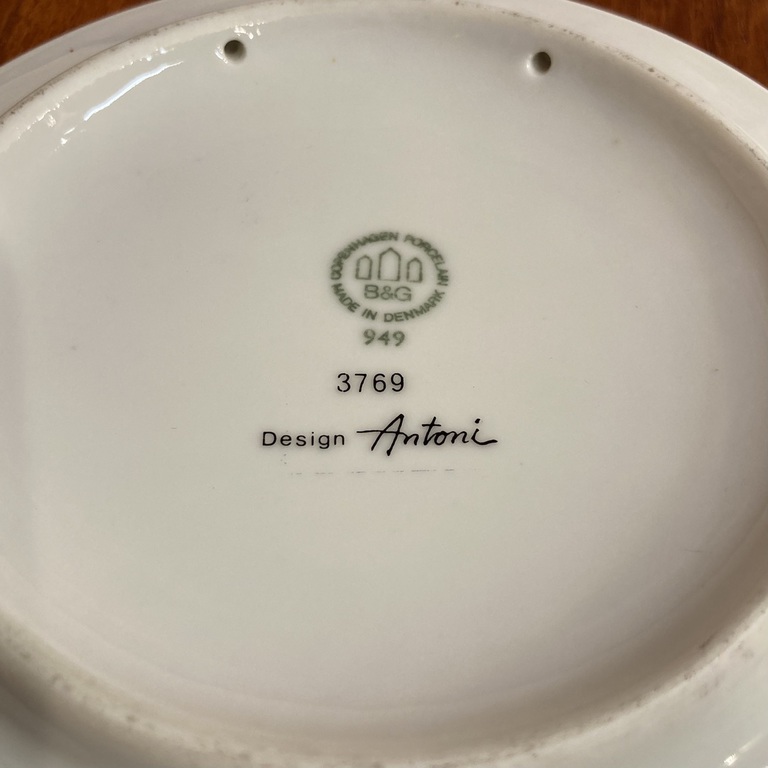 COPENHAGEN PORCELAIN
B&G
MADE IN DENMARK
949
3769
Design Antoni